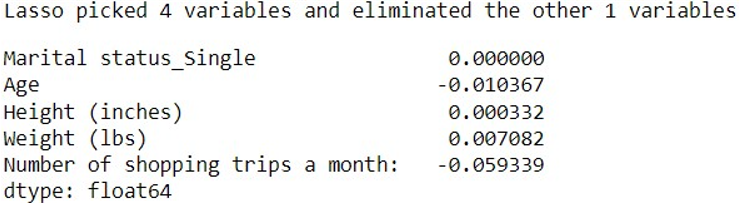 Lasso picked 4 variables and eliminated the other 1 variables
Marital status_Single 0.000000
Age -0.010367
Height (inches) 0.000332
Weight (lbs) 0.007082
Number of shopping trips a month: -0.059339
dtype: float64